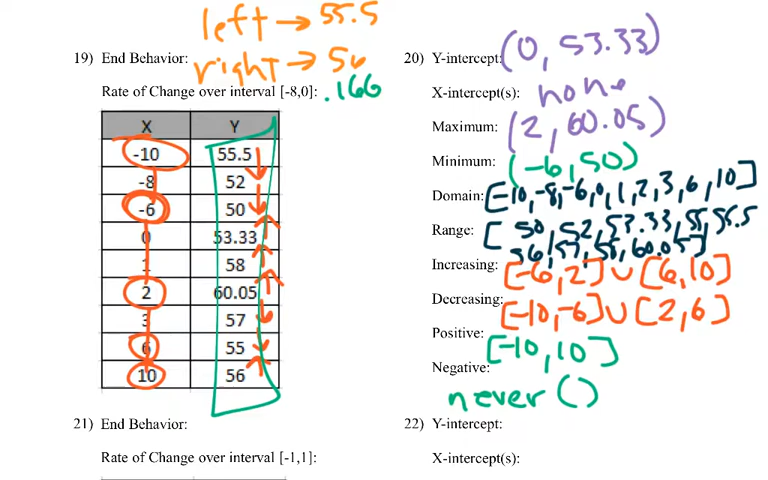 left → 55.5
19) End Behavior: right → 56
Rate of Change over interval [-8,0]: .166
X Y
-10 55.5
-8 52
-6 50
0 53.33
1 58
2 60.05
3 57
6 55
10 56
20) Y-intercept: (0, 53.33)
X-intercept(s): none
Maximum: (2, 60.05)
Minimum: (-6, 50)
Domain: [-10, -8, -6, 0, 1, 2, 3, 6, 10]
Range: [50, 52, 53.33, 55, 55.5
56, 57, 58, 60.05]
Increasing: [-6, 2] ∪ [6, 10]
Decreasing: [-10, -6] ∪ [2, 6]
Positive: [-10, 10]
Negative: never ()
21) End Behavior:
Rate of Change over interval [-1,1]:
22) Y-intercept:
X-intercept(s):